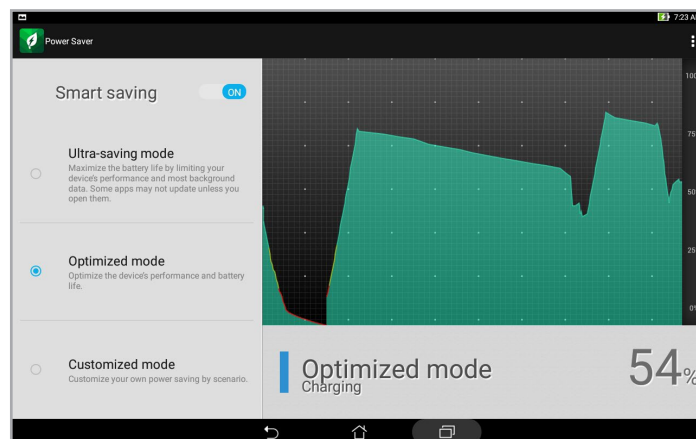 7:23 A
Power Saver
Smart saving
ON
Ultra-saving mode
Maximize the battery life by limiting your
device's performance and most background
data. Some apps may not update unless you
open them.
Optimized mode
Optimize the device's performance and battery
life.
Customized mode
Customize your own power saving by scenario.
100
75
50
25
0%
Optimized mode
Charging
54%